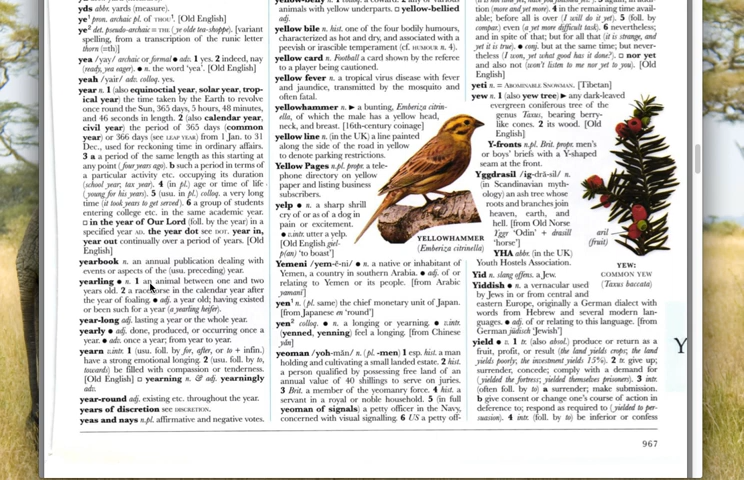 yds abbr. yards (measure).
ye¹ pron. archaic pl. of THOU¹. [Old English]
ye² det. pseudo-archaic = THE (ye olde tea-shoppe). [variant
spelling, from a transcription of the runic letter
thorn (=th)]
yea /yay/ archaic or formal ● adv. 1 yes. 2 indeed, nay
(ready, yea eager). ● n. the word 'yea'. [Old English]
yeah /yair/ adv. colloq. yes.
year n. 1 (also equinoctial year, solar year, trop-
ical year) the time taken by the Earth to revolve
once round the Sun, 365 days, 5 hours, 48 minutes,
and 46 seconds in length. 2 (also calendar year,
civil year) the period of 365 days (common
year) or 366 days (see LEAP YEAR) from 1 Jan. to 31
Dec., used for reckoning time in ordinary affairs.
3 a a period of the same length as this starting at
any point (four years ago). b such a period in terms of
a particular activity etc. occupying its duration
(school year; tax year). 4 (in pl.) age or time of life
(young for his years). 5 (usu. in pl.) colloq. a very long
time (it took years to get served). 6 a group of students
entering college etc. in the same academic year.
□ in the year of Our Lord (foll. by the year) in a
specified year AD. the year dot see DOT. year in,
year out continually over a period of years. [Old
English]
yearbook n. an annual publication dealing with
events or aspects of the (usu. preceding) year.
yearling ● n. 1 an animal between one and two
years old. 2 a racehorse in the calendar year after
the year of foaling. ● adj. a year old; having existed
or been such for a year (a yearling heifer).
year-long adj. lasting a year or the whole year.
yearly ● adj. done, produced, or occurring once a
year. ● adv. once a year; from year to year.
yearn v.intr. 1 (usu. foll. by for, after, or to + infin.)
have a strong emotional longing. 2 (usu. foll. by to,
towards) be filled with compassion or tenderness.
[Old English] □ yearning n. & adj. yearningly
adv.
year-round adj. existing etc. throughout the year.
years of discretion see DISCRETION.
yeas and nays n.pl. affirmative and negative votes.
animals with yellow underparts. □ yellow-bellied
adj.
yellow bile n. hist. one of the four bodily humours,
characterized as hot and dry, and associated with a
peevish or irascible temperament (cf. HUMOUR n. 4).
yellow card n. Football a card shown by the referee
to a player being cautioned.
yellow fever n. a tropical virus disease with fever
and jaundice, transmitted by the mosquito and
often fatal.
yellowhammer n. ► a bunting, Emberiza citrin-
ella, of which the male has a yellow head,
neck, and breast. [16th-century coinage]
yellow line n. (in the UK) a line painted
along the side of the road in yellow
to denote parking restrictions.
Yellow Pages n.pl. propr. a tele-
phone directory on yellow
paper and listing business
subscribers.
yelp ● n. a sharp shrill
cry of or as of a dog in
pain or excitement.
● v.intr. utter a yelp.
[Old English gielp-
an 'to boast']
YELLOWHAMMER
(Emberiza citrinella)
Yemeni /yem-ĕ-ni/ ● n. a native or inhabitant of
Yemen, a country in southern Arabia. ● adj. of or
relating to Yemen or its people. [from Arabic
yamani]
yen¹ n. (pl. same) the chief monetary unit of Japan.
[from Japanese en 'round']
yen² colloq. ● n. a longing or yearning. ● v.intr.
(yenned, yenning) feel a longing. [from Chinese
yăn]
yeoman /yoh-măn/ n. (pl. -men) 1 esp. hist. a man
holding and cultivating a small landed estate. 2 hist.
a person qualified by possessing free land of an
annual value of 40 shillings to serve on juries.
3 Brit. a member of the yeomanry force. 4 hist. a
servant in a royal or noble household. 5 (in full
yeoman of signals) a petty officer in the Navy,
concerned with visual signalling. 6 US a petty off-
tion (more and yet more). 4 in the remaining time available;
before all is over (I will do it yet). 5 (foll. by
compar.) even (a yet more difficult task). 6 nevertheless;
and in spite of that; but for all that (it is strange, and
yet it is true). ● conj. but at the same time; but never-
theless (I won, yet what good has it done?). □ nor yet
and also not (won't listen to me nor yet to you). [Old
English]
yeti n. = ABOMINABLE SNOWMAN. [Tibetan]
yew n. 1 (also yew tree) ► any dark-leaved
evergreen coniferous tree of the
genus Taxus, bearing berry-
like cones. 2 its wood. [Old
English]
Y-fronts n.pl. Brit. propr. men's
or boys' briefs with a Y-shaped
seam at the front.
Yggdrasil /ig-dră-sil/ n.
(in Scandinavian myth-
ology) an ash tree whose
roots and branches join
heaven, earth, and
hell. [from Old Norse
Yggr 'Odin' + drasill
'horse']
YHA abbr. (in the UK)
Youth Hostels Association.
aril
(fruit)
YEW:
COMMON YEW
(Taxus baccata)
Yid n. slang offens. a Jew.
Yiddish ● n. a vernacular used
by Jews in or from central and
eastern Europe, originally a German dialect with
words from Hebrew and several modern lan-
guages. ● adj. of or relating to this language. [from
German jüdisch 'Jewish']
yield ● v. 1 tr. (also absol.) produce or return as a
fruit, profit, or result (the land yields crops; the land
yields poorly; the investment yields 15%). 2 tr. give up;
surrender, concede; comply with a demand for
(yielded the fortress; yielded themselves prisoners). 3 intr.
(often foll. by to) a surrender; make submission.
b give consent or change one's course of action in
deference to; respond as required to (yielded to per-
suasion). 4 intr. (foll. by to) be inferior or confess
Y
967